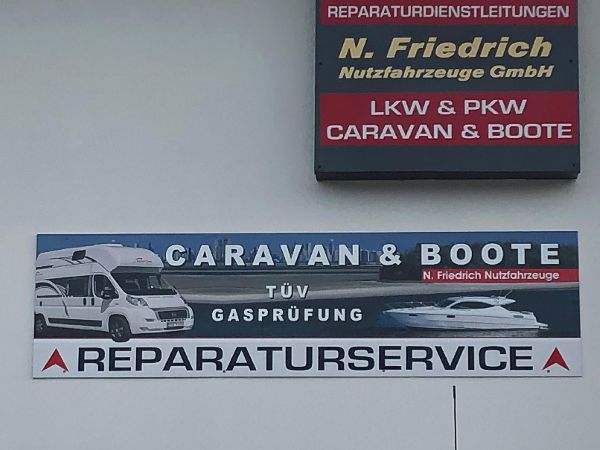 REPARATURDIENSTLEITUNGEN
N. Friedrich
Nutzfahrzeuge GmbH
LKW & PKW
CARAVAN & BOOTE
CARAVAN & BOOTE
N. Friedrich Nutzfahrzeuge
TÜV
GASPRÜFUNG
REPARATURSERVICE